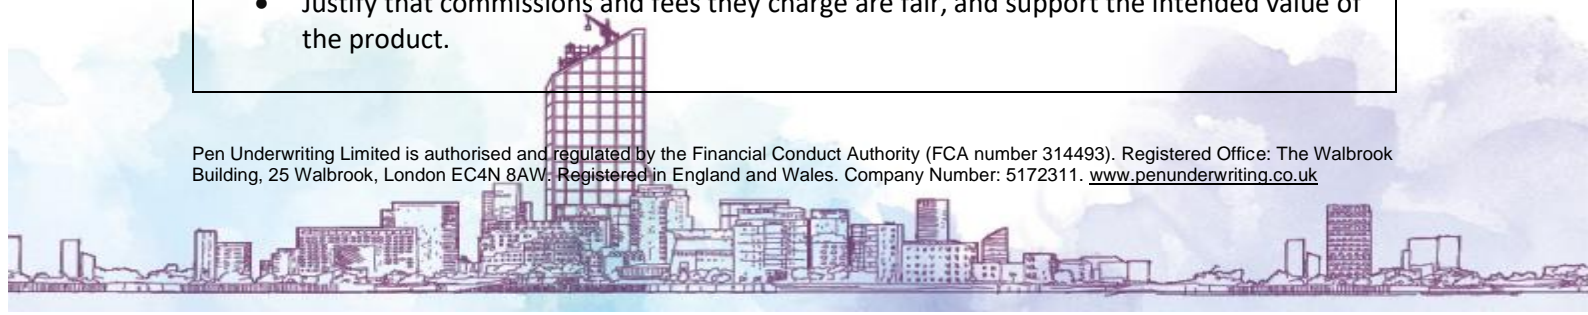 • Justify that commissions and fees they charge are fair, and support the intended value of
the product.
Pen Underwriting Limited is authorised and regulated by the Financial Conduct Authority (FCA number 314493). Registered Office: The Walbrook
Building, 25 Walbrook, London EC4N 8AW. Registered in England and Wales. Company Number: 5172311. www.penunderwriting.co.uk